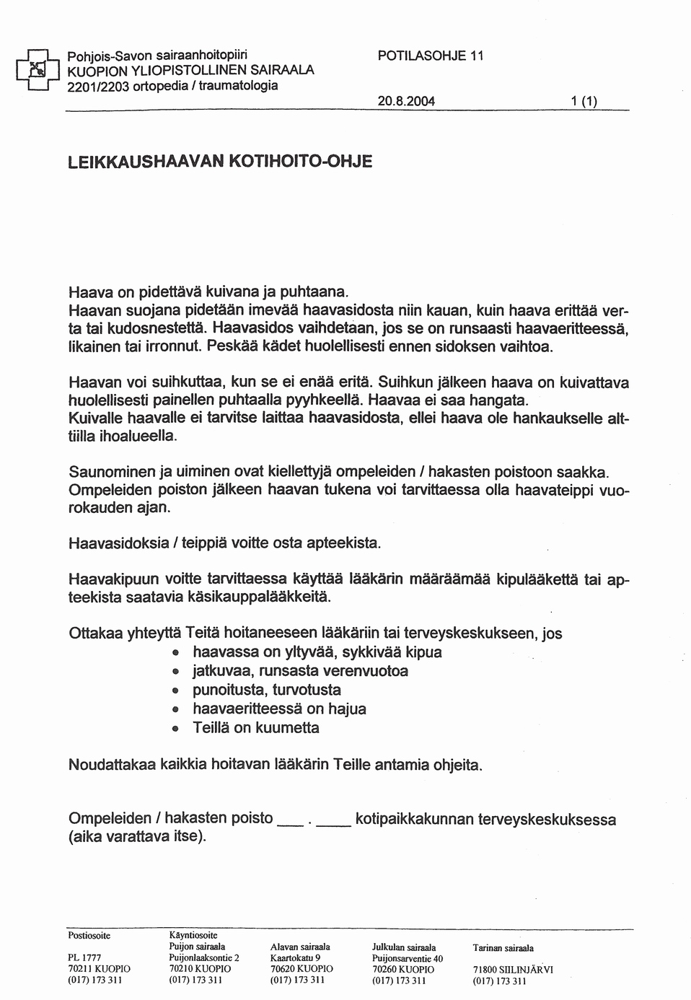 Pohjois-Savon sairaanhoitopiiri POTILASOHJE 11
KUOPION YLIOPISTOLLINEN SAIRAALA
2201/2203 ortopedia / traumatologia
20.8.2004 1 (1)
LEIKKAUSHAAVAN KOTIHOITO-OHJE
Haava on pidettävä kuivana ja puhtaana.
Haavan suojana pidetään imevää haavasidosta niin kauan, kuin haava erittää ver-
ta tai kudosnestettä. Haavasidos vaihdetaan, jos se on runsaasti haavaeritteessä,
likainen tai irronnut. Peskää kädet huolellisesti ennen sidoksen vaihtoa.
Haavan voi suihkuttaa, kun se ei enää eritä. Suihkun jälkeen haava on kuivattava
huolellisesti painellen puhtaalla pyyhkeellä. Haavaa ei saa hangata.
Kuivalle haavalle ei tarvitse laittaa haavasidosta, ellei haava ole hankaukselle alt-
tiilla ihoalueella.
Saunominen ja uiminen ovat kiellettyjä ompeleiden / hakasten poistoon saakka.
Ompeleiden poiston jälkeen haavan tukena voi tarvittaessa olla haavateippi vuo-
rokauden ajan.
Haavasidoksia / teippiä voitte osta apteekista.
Haavakipuun voitte tarvittaessa käyttää lääkärin määräämää kipulääkettä tai ap-
teekista saatavia käsikauppalääkkeitä.
Ottakaa yhteyttä Teitä hoitaneeseen lääkäriin tai terveyskeskukseen, jos
• haavassa on yltyvää, sykkivää kipua
• jatkuvaa, runsasta verenvuotoa
• punoitusta, turvotusta
• haavaeritteessä on hajua
• Teillä on kuumetta
Noudattakaa kaikkia hoitavan lääkärin Teille antamia ohjeita.
Ompeleiden / hakasten poisto ___ . ____ kotipaikkakunnan terveyskeskuksessa
(aika varattava itse).
Postiosoite Käyntiosoite
Puijon sairaala Alavan sairaala Julkulan sairaala Tarinan sairaala
PL 1777 Puijonlaaksontie 2 Kaartokatu 9 Puijonsarventie 40
70211 KUOPIO 70210 KUOPIO 70620 KUOPIO 70260 KUOPIO 71800 SIILINJÄRVI
(017) 173 311 (017) 173 311 (017) 173 311 (017) 173 311 (017) 173 311